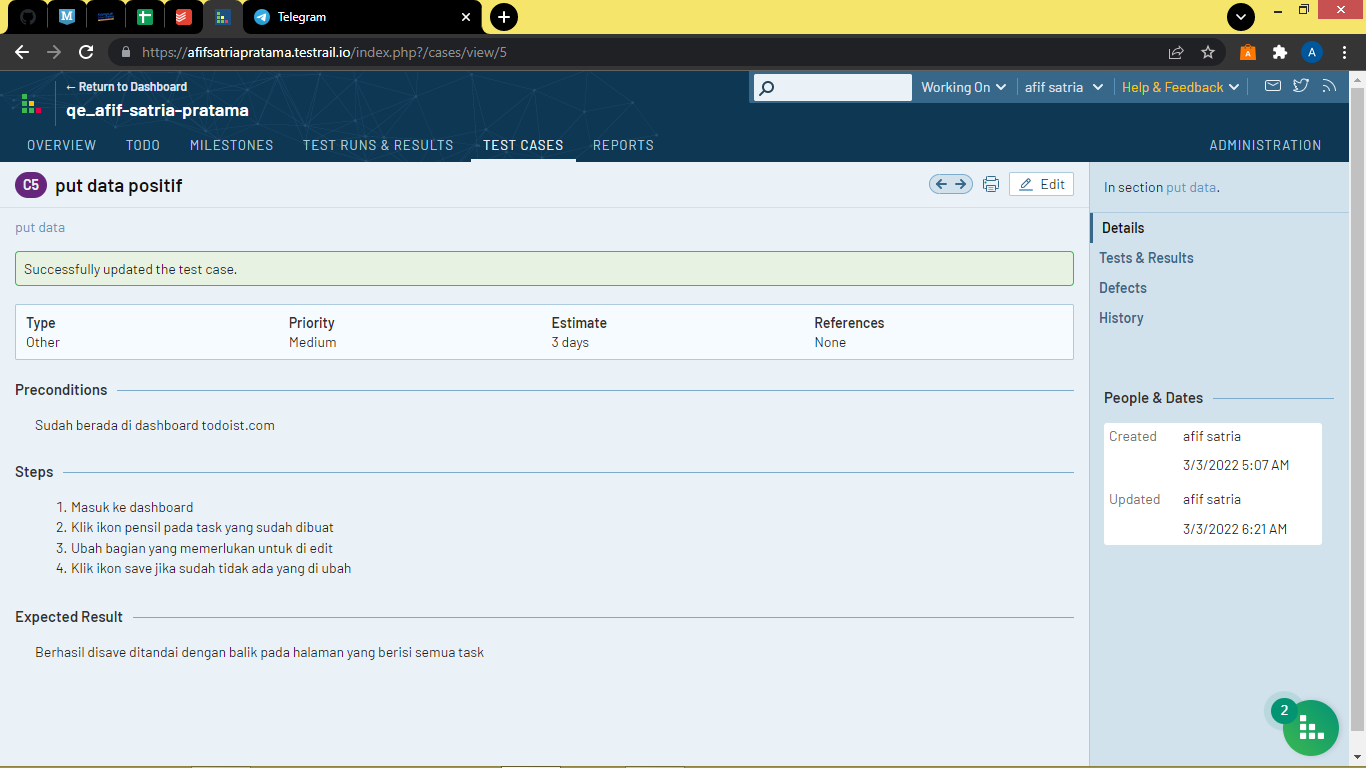 Telegram
https://afifsatriapratama.testrail.io/index.php?/cases/view/5
A
← Return to Dashboard
qe_afif-satria-pratama
Working On
afif satria
Help & Feedback
OVERVIEW
TODO
MILESTONES
TEST RUNS & RESULTS
TEST CASES
REPORTS
ADMINISTRATION
C5 put data positif
Edit
put data
Successfully updated the test case.
Type Priority Estimate References
Other Medium 3 days None
Preconditions
Sudah berada di dashboard todoist.com
Steps
1. Masuk ke dashboard
2. Klik ikon pensil pada task yang sudah dibuat
3. Ubah bagian yang memerlukan untuk di edit
4. Klik ikon save jika sudah tidak ada yang di ubah
Expected Result
Berhasil disave ditandai dengan balik pada halaman yang berisi semua task
In section put data.
Details
Tests & Results
Defects
History
People & Dates
Created afif satria
3/3/2022 5:07 AM
Updated afif satria
3/3/2022 6:21 AM
2